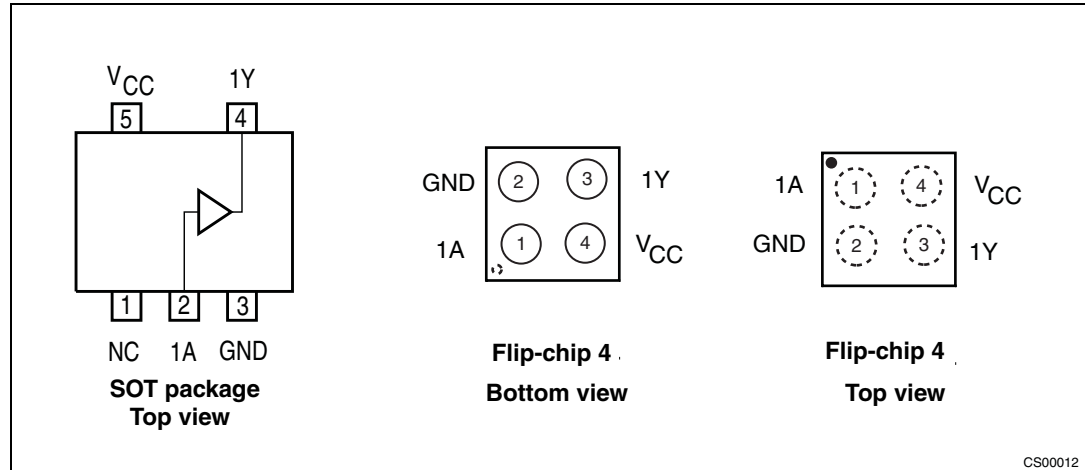 VCC 1Y
5 4
1 2 3
NC 1A GND
SOT package
Top view
GND 2 3 1Y
1A 1 4 VCC
Flip-chip 4
Bottom view
1A 1 4 VCC
GND 2 3 1Y
Flip-chip 4
Top view
CS00012